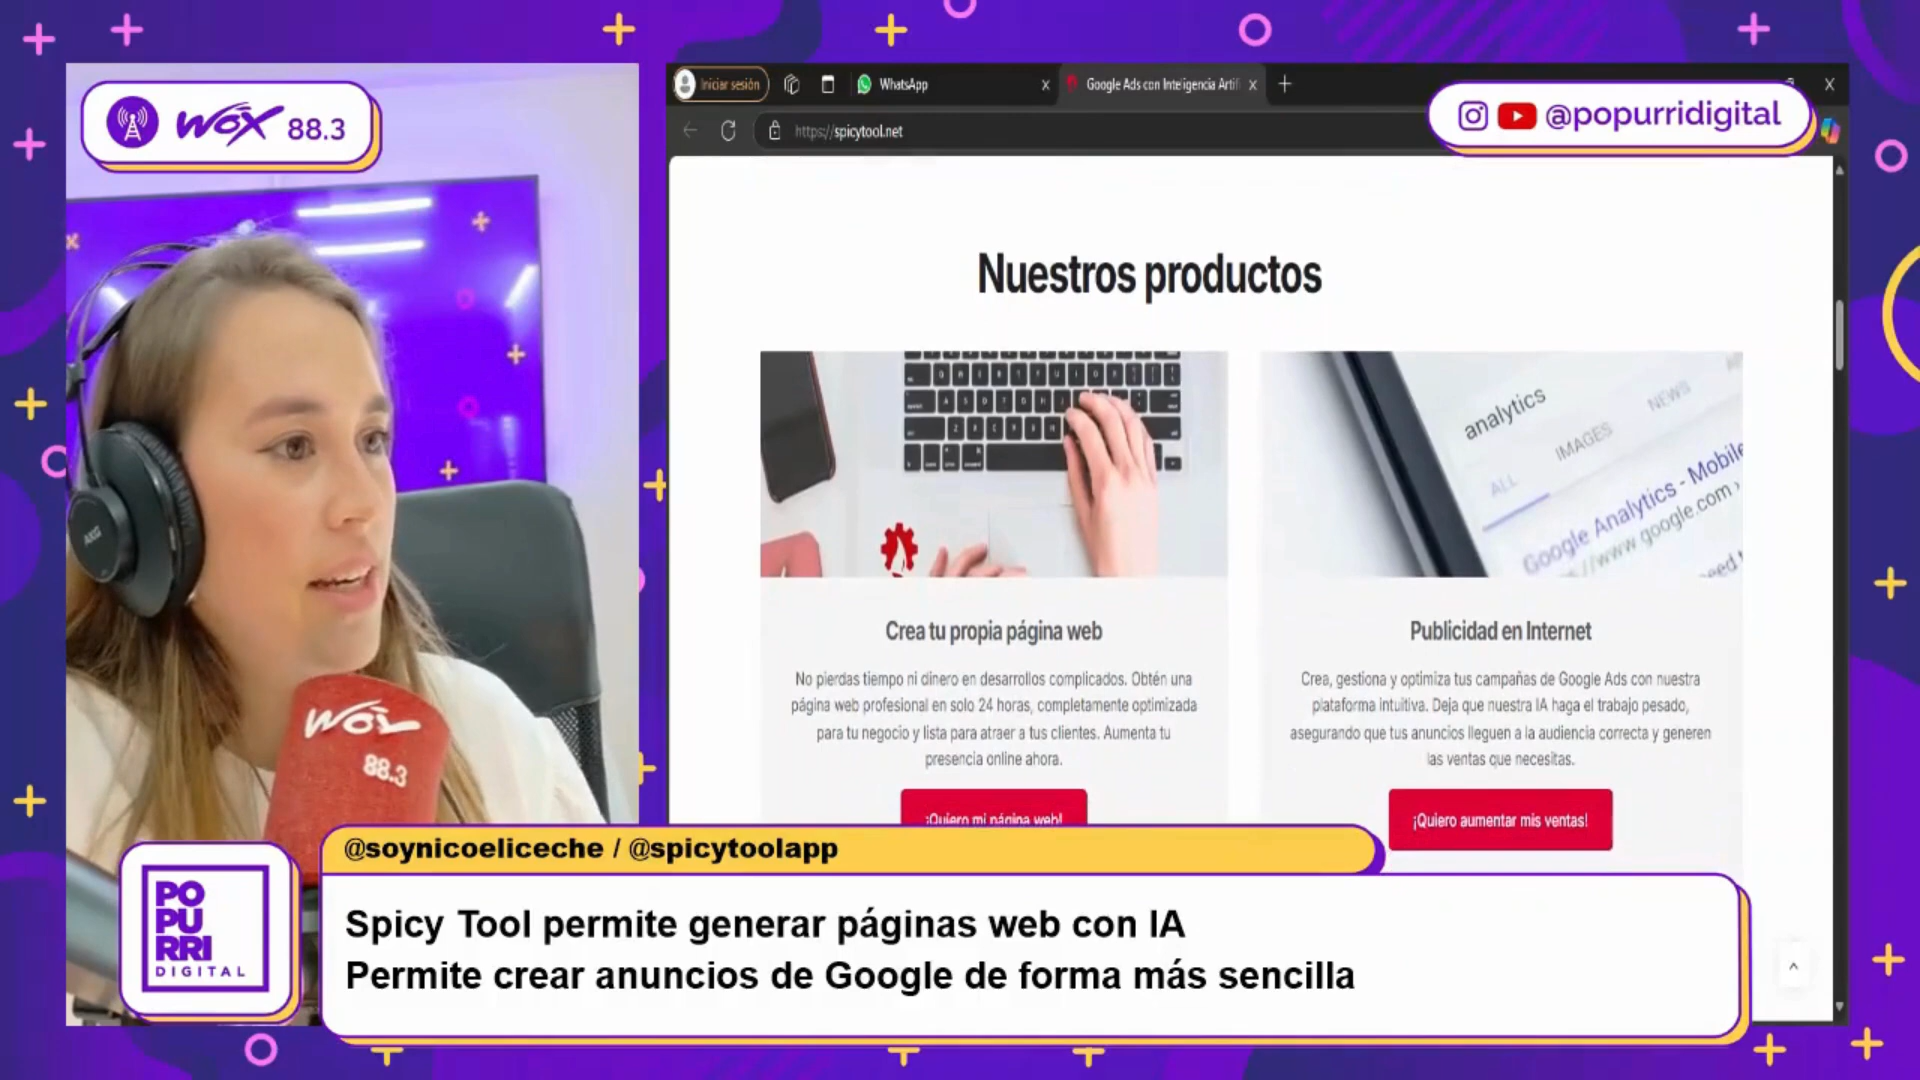 WOX 88.3
Iniciar sesión
WhatsApp
Google Ads con Inteligencia Artifi
@popurridigital
https://spicytool.net
Nuestros productos
analytics
ALL IMAGES NEWS
Google Analytics - Mobile
://www.google.com ›
need t
Crea tu propia página web
No pierdas tiempo ni dinero en desarrollos complicados. Obtén una
página web profesional en solo 24 horas, completamente optimizada
para tu negocio y lista para atraer a tus clientes. Aumenta tu
presencia online ahora.
¡Quiero mi página web!
Publicidad en Internet
Crea, gestiona y optimiza tus campañas de Google Ads con nuestra
plataforma intuitiva. Deja que nuestra IA haga el trabajo pesado,
asegurando que tus anuncios lleguen a la audiencia correcta y generen
las ventas que necesitas.
¡Quiero aumentar mis ventas!
AKG
WOX
88.3
@soynicoeliceche / @spicytoolapp
PO
PU
RRI
DIGITAL
Spicy Tool permite generar páginas web con IA
Permite crear anuncios de Google de forma más sencilla